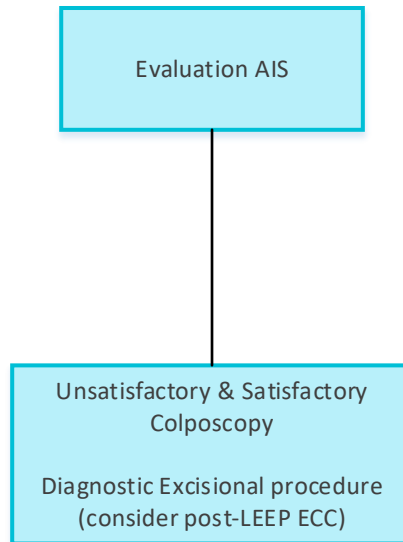 Evaluation AIS
Unsatisfactory & Satisfactory
Colposcopy
Diagnostic Excisional procedure
(consider post-LEEP ECC)